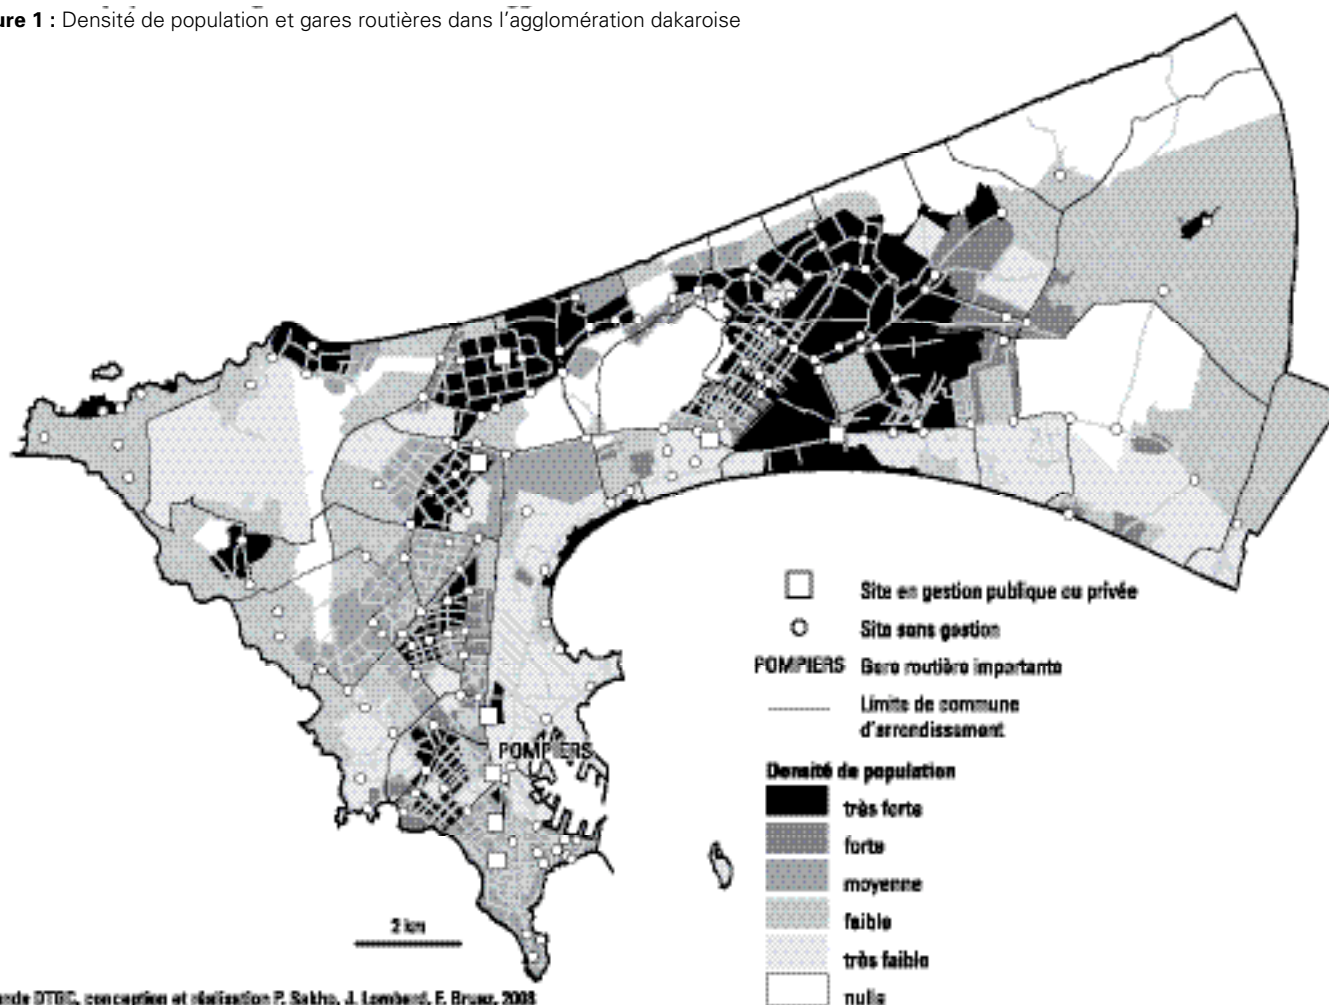 ure 1 : Densité de population et gares routières dans l'agglomération dakaroise
Site en gestion publique ou privée
Site sans gestion
POMPIERS Gare routière importante
Limite de commune
d'arrondissement
POMPIERS
Densité de population
très forte
forte
moyenne
faible
très faible
nulle
2 km
DTGC, conception et réalisation P. Sakho, J. Lombard, F. Bruez, 2008